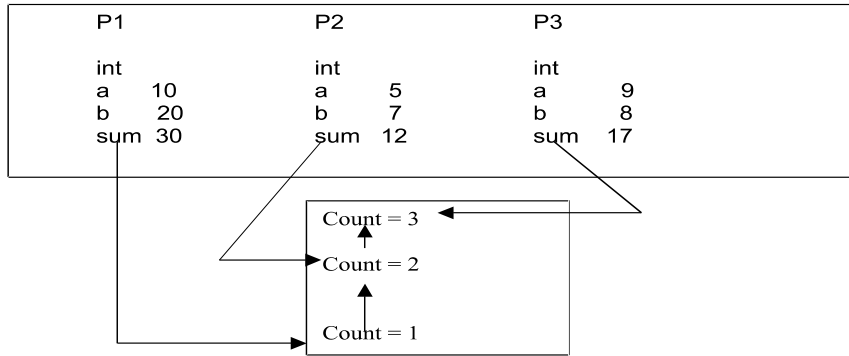 P1 P2 P3
int int int
a 10 a 5 a 9
b 20 b 7 b 8
sum 30 sum 12 sum 17
Count = 3
Count = 2
Count = 1